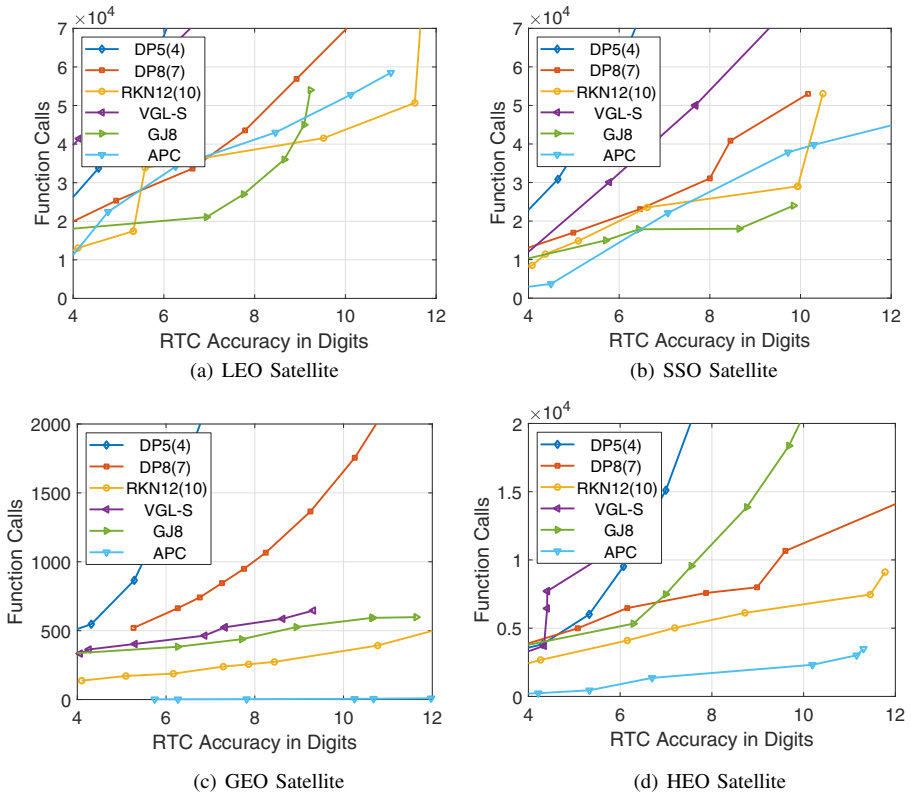 ×10⁴
7
6
5
4
3
2
1
0
Function Calls
DP5(4)
DP8(7)
RKN12(10)
VGL-S
GJ8
APC
4 6 8 10 12
RTC Accuracy in Digits
(a) LEO Satellite
×10⁴
7
6
5
4
3
2
1
0
Function Calls
DP5(4)
DP8(7)
RKN12(10)
VGL-S
GJ8
APC
4 6 8 10 12
RTC Accuracy in Digits
(b) SSO Satellite
2000
1500
1000
500
0
Function Calls
DP5(4)
DP8(7)
RKN12(10)
VGL-S
GJ8
APC
4 6 8 10 12
RTC Accuracy in Digits
(c) GEO Satellite
×10⁴
2
1.5
1
0.5
0
Function Calls
DP5(4)
DP8(7)
RKN12(10)
VGL-S
GJ8
APC
4 6 8 10 12
RTC Accuracy in Digits
(d) HEO Satellite